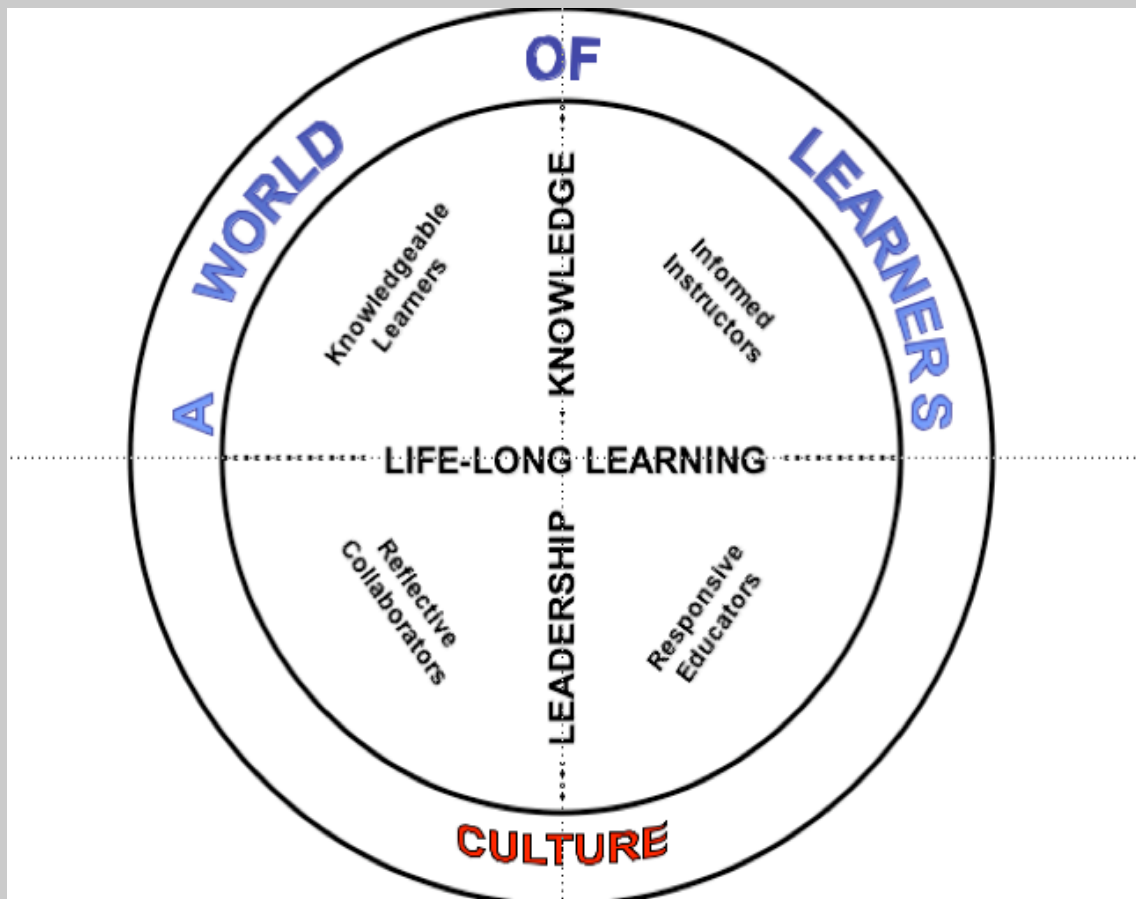 A WORLD OF LEARNERS
KNOWLEDGE
Knowledgeable
Learners
Informed
Instructors
LIFE-LONG LEARNING
LEADERSHIP
Reflective
Collaborators
Responsive
Educators
CULTURE